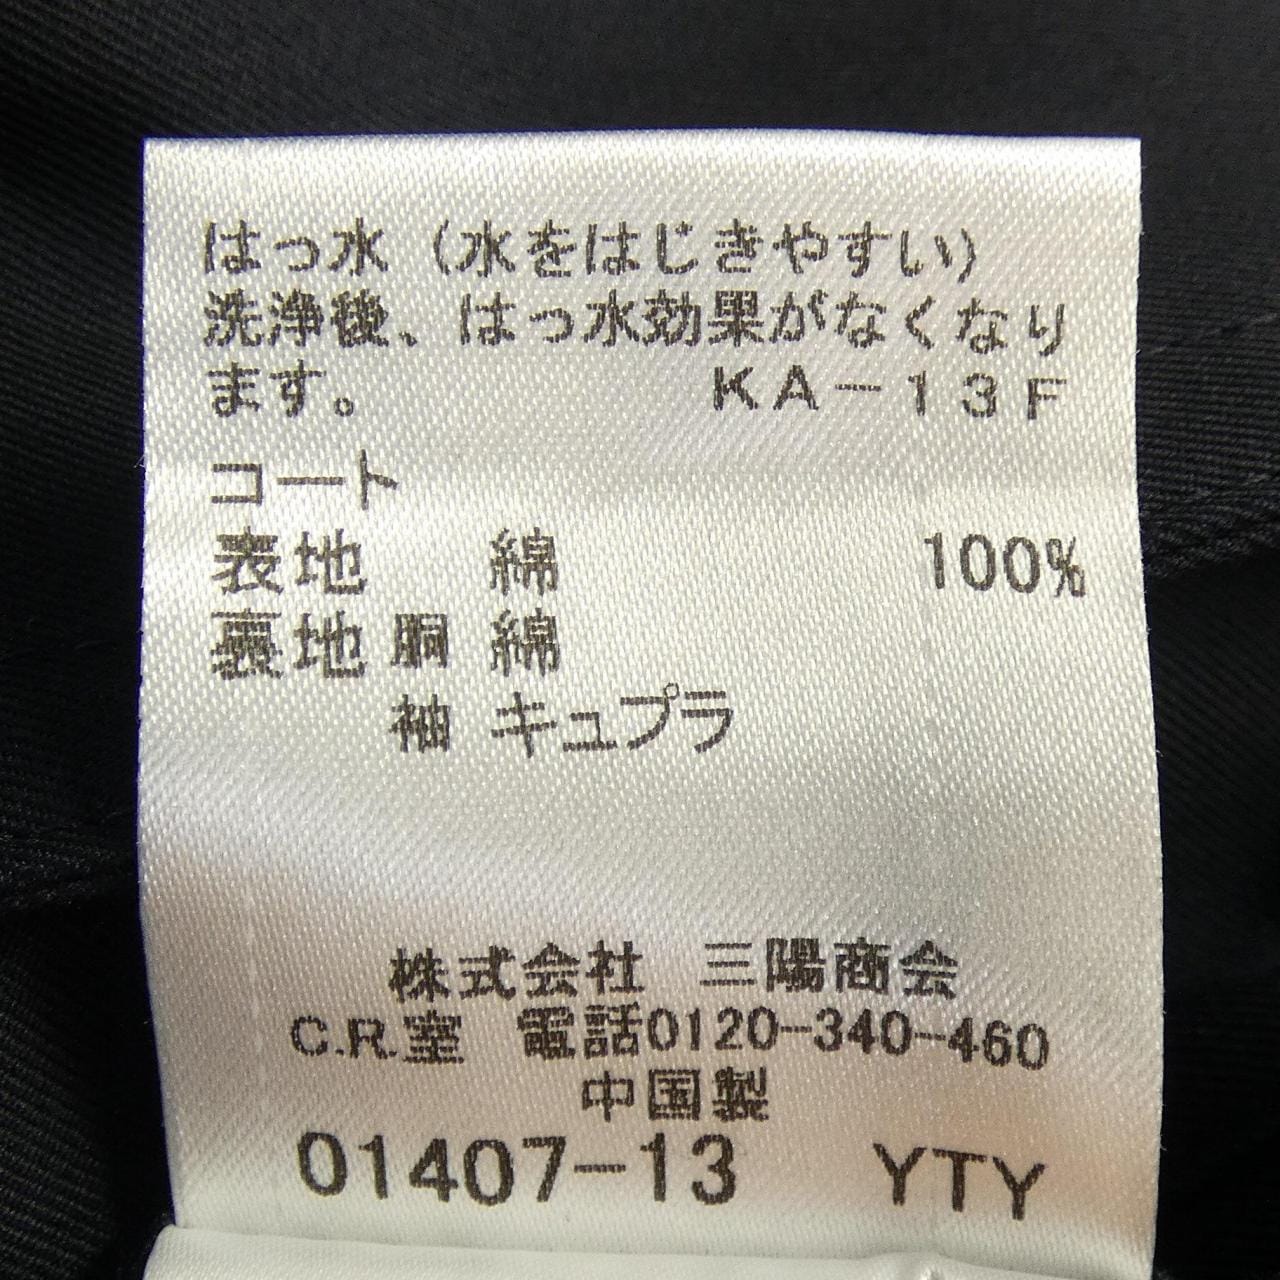 はっ水（水をはじきやすい）
洗浄後、はっ水効果がなくなり
ます。 KA-13F
コート
表地 綿 100%
裏地 胴 綿
袖 キュプラ
株式会社 三陽商会
C.R.室 電話0120-340-460
中国製
01407-13 YTY